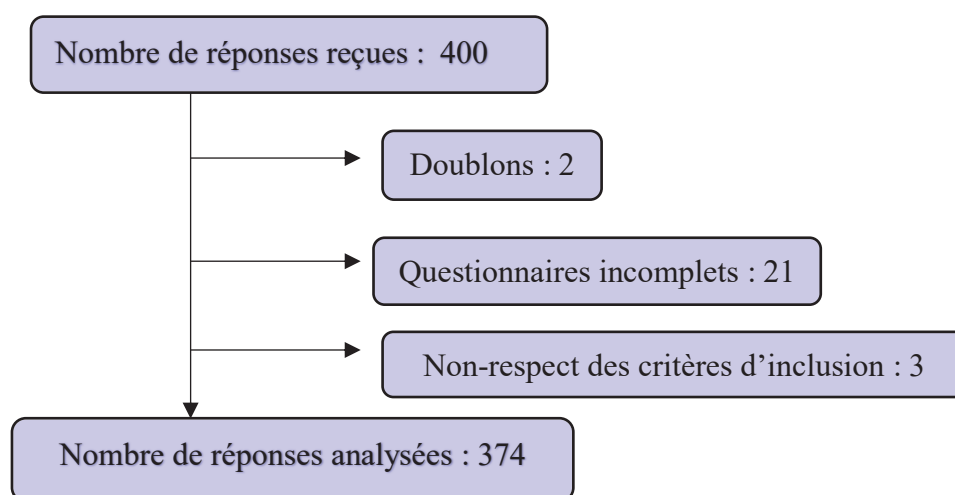 Nombre de réponses reçues : 400
Doublons : 2
Questionnaires incomplets : 21
Non-respect des critères d’inclusion : 3
Nombre de réponses analysées : 374